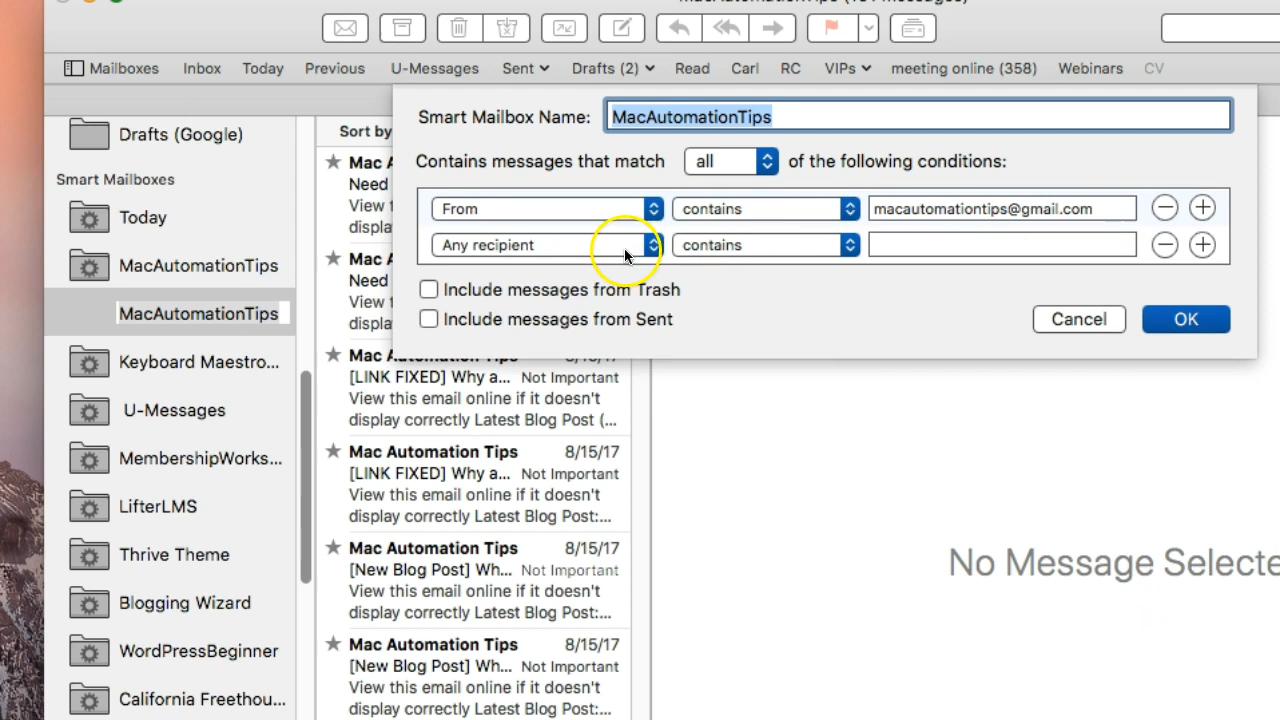 Mailboxes Inbox Today Previous U-Messages Sent Drafts (2) Read Carl RC VIPs meeting online (358) Webinars CV
Drafts (Google)
Smart Mailboxes
Today
MacAutomationTips
MacAutomationTips
Keyboard Maestro...
U-Messages
MembershipWorks...
LifterLMS
Thrive Theme
Blogging Wizard
WordPressBeginner
California Freethou...
Sort by
Mac A
Need
View t
displa
Mac A
Need
View t
displa
Mac Automation Tips 8/15/17
[LINK FIXED] Why a... Not Important
View this email online if it doesn't
display correctly Latest Blog Post (...
Mac Automation Tips 8/15/17
[LINK FIXED] Why a... Not Important
View this email online if it doesn't
display correctly Latest Blog Post:...
Mac Automation Tips 8/15/17
[New Blog Post] Wh... Not Important
View this email online if it doesn't
display correctly Latest Blog Post:...
Mac Automation Tips 8/15/17
[New Blog Post] Wh... Not Important
View this email online if it doesn't
display correctly Latest Blog Post:...
Smart Mailbox Name: MacAutomationTips
Contains messages that match all of the following conditions:
From contains macautomationtips@gmail.com
Any recipient contains
Include messages from Trash
Include messages from Sent
Cancel OK
No Message Selecte